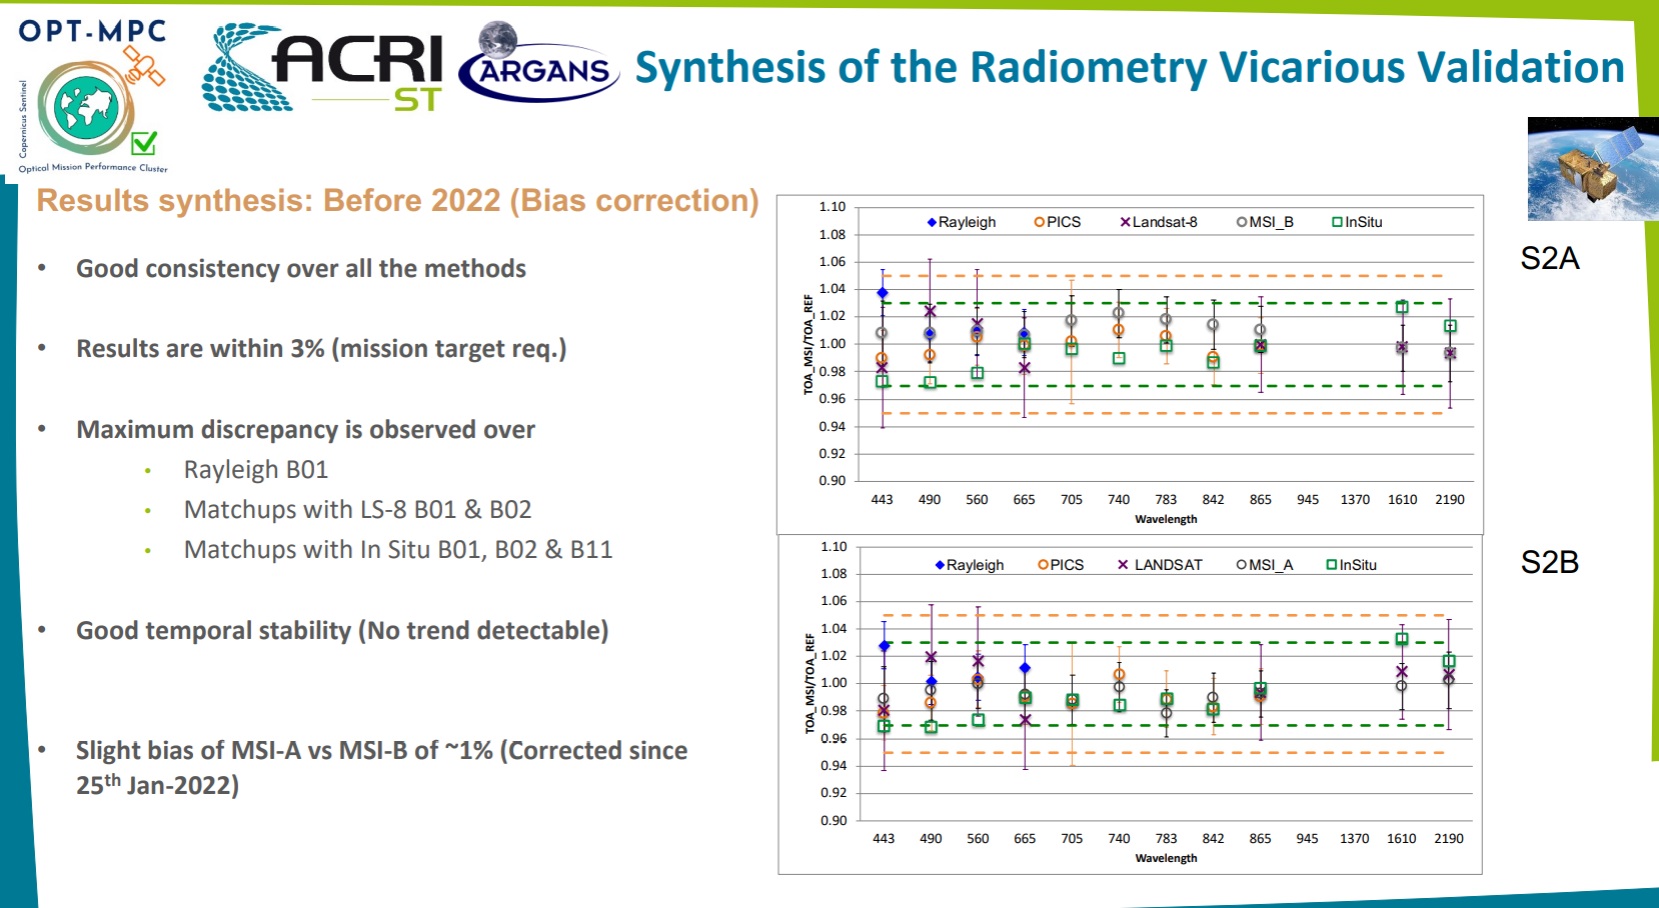 OPT-MPC
Copernicus Sentinel
Optical Mission Performance Cluster
ACRI
ST
ARGANS
Synthesis of the Radiometry Vicarious Validation
Results synthesis: Before 2022 (Bias correction)
• Good consistency over all the methods
• Results are within 3% (mission target req.)
• Maximum discrepancy is observed over
• Rayleigh B01
• Matchups with LS-8 B01 & B02
• Matchups with In Situ B01, B02 & B11
• Good temporal stability (No trend detectable)
• Slight bias of MSI-A vs MSI-B of ~1% (Corrected since
25th Jan-2022)
S2A
Rayleigh PICS Landsat-8 MSI_B InSitu
TOA_MSI/TOA_REF
1.10
1.08
1.06
1.04
1.02
1.00
0.98
0.96
0.94
0.92
0.90
443 490 560 665 705 740 783 842 865 945 1370 1610 2190
Wavelength
S2B
Rayleigh PICS LANDSAT MSI_A InSitu
TOA_MSI/TOA_REF
1.10
1.08
1.06
1.04
1.02
1.00
0.98
0.96
0.94
0.92
0.90
443 490 560 665 705 740 783 842 865 945 1370 1610 2190
Wavelength